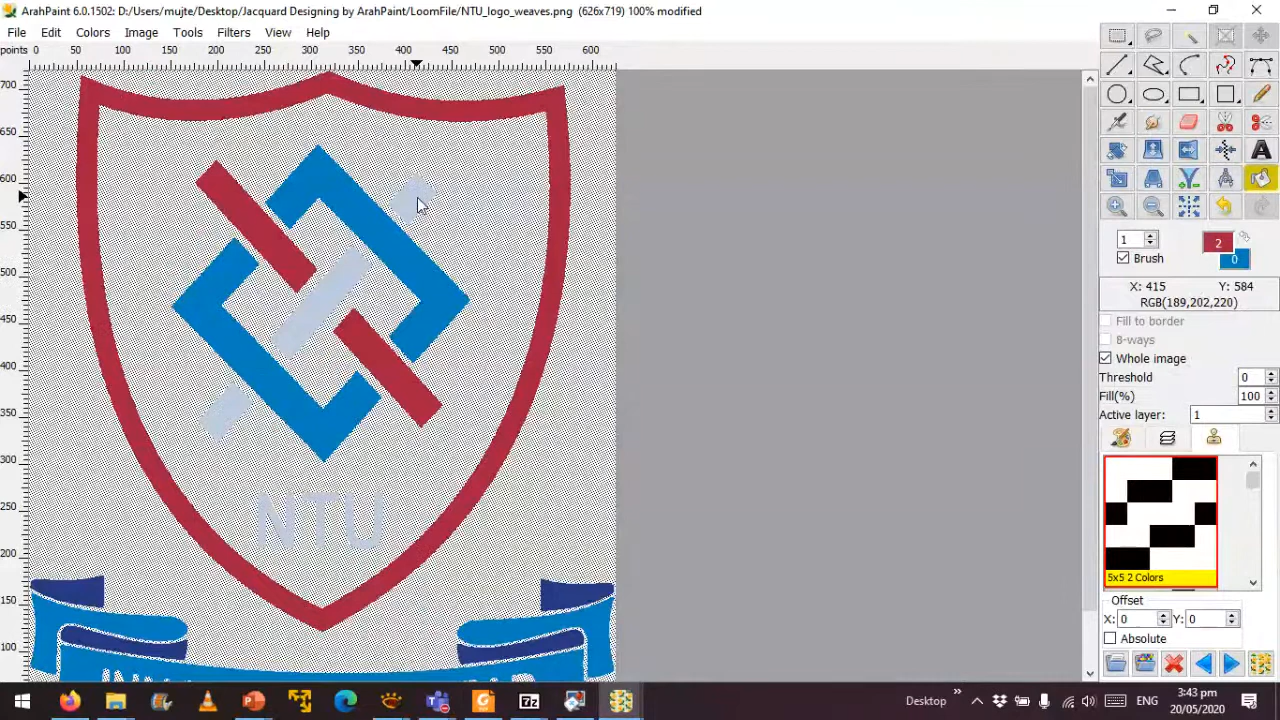 ArahPaint 6.0.1502: D:/Users/mujte/Desktop/Jacquard Designing by ArahPaint/LoomFile/NTU_logo_weaves.png (626x719) 100% modified
File Edit Colors Image Tools Filters View Help
points 0 50 100 150 200 250 300 350 400 450 500 550 600
700
650
600
550
500
450
400
350
300
250
200
150
100
NTU
1
Brush
2
0
X: 415 Y: 584
RGB(189,202,220)
Fill to border
8-ways
Whole image
Threshold 0
Fill(%) 100
Active layer: 1
5x5 2 Colors
Offset
X: 0 Y: 0
Absolute
Desktop » ENG 3:43 pm
20/05/2020